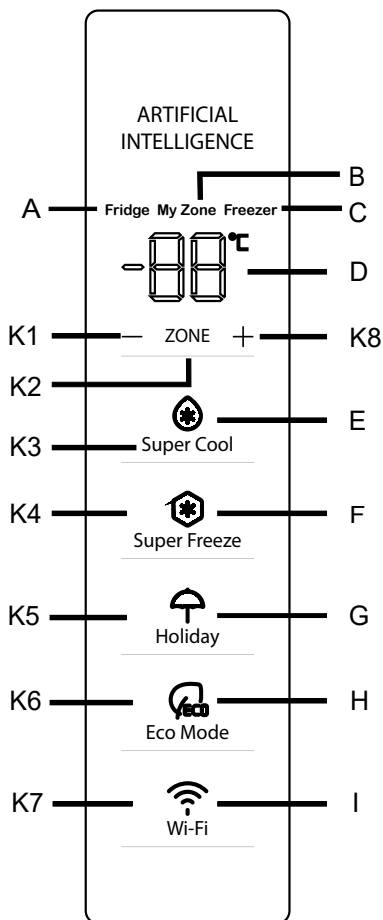 ARTIFICIAL
INTELLIGENCE
B
A Fridge My Zone Freezer C
-88°C D
K1 — ZONE + K8
K2
E
K3 Super Cool
K4 F
Super Freeze
K5 G
Holiday
K6 ECO H
Eco Mode
K7 I
Wi-Fi